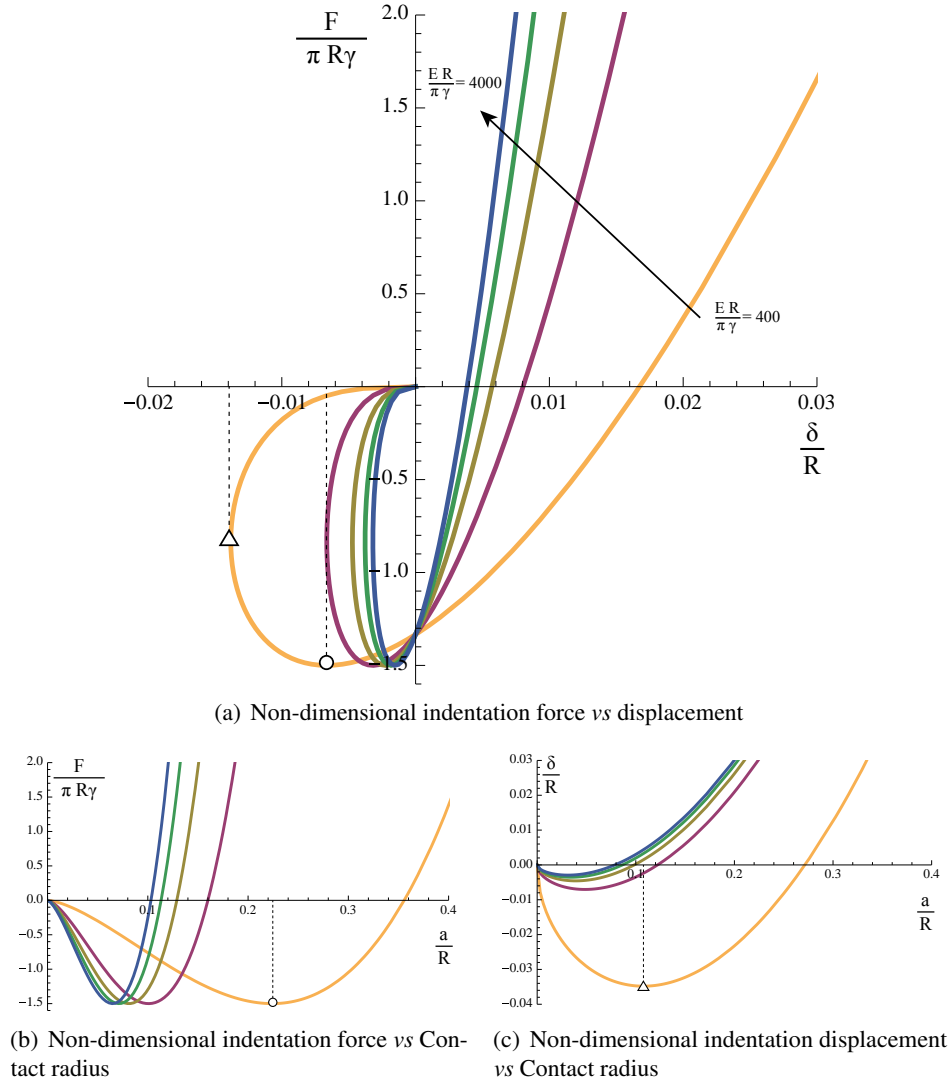 F
π Rγ
2.0
E R
π γ = 4000
1.5
1.0
0.5
E R
π γ = 400
−0.02 −0.01 0.01 0.02 0.03
δ
R
−0.5
−1.0
−1.5
(a) Non-dimensional indentation force vs displacement
F
π Rγ
2.0
1.5
1.0
0.5
0.0
0.1 0.2 0.3 0.4
a
R
−0.5
−1.0
−1.5
(b) Non-dimensional indentation force vs Con-
tact radius
δ
R
0.03
0.02
0.01
0.00
0.1 0.2 0.3 0.4
a
R
−0.01
−0.02
−0.03
−0.04
(c) Non-dimensional indentation displacement
vs Contact radius